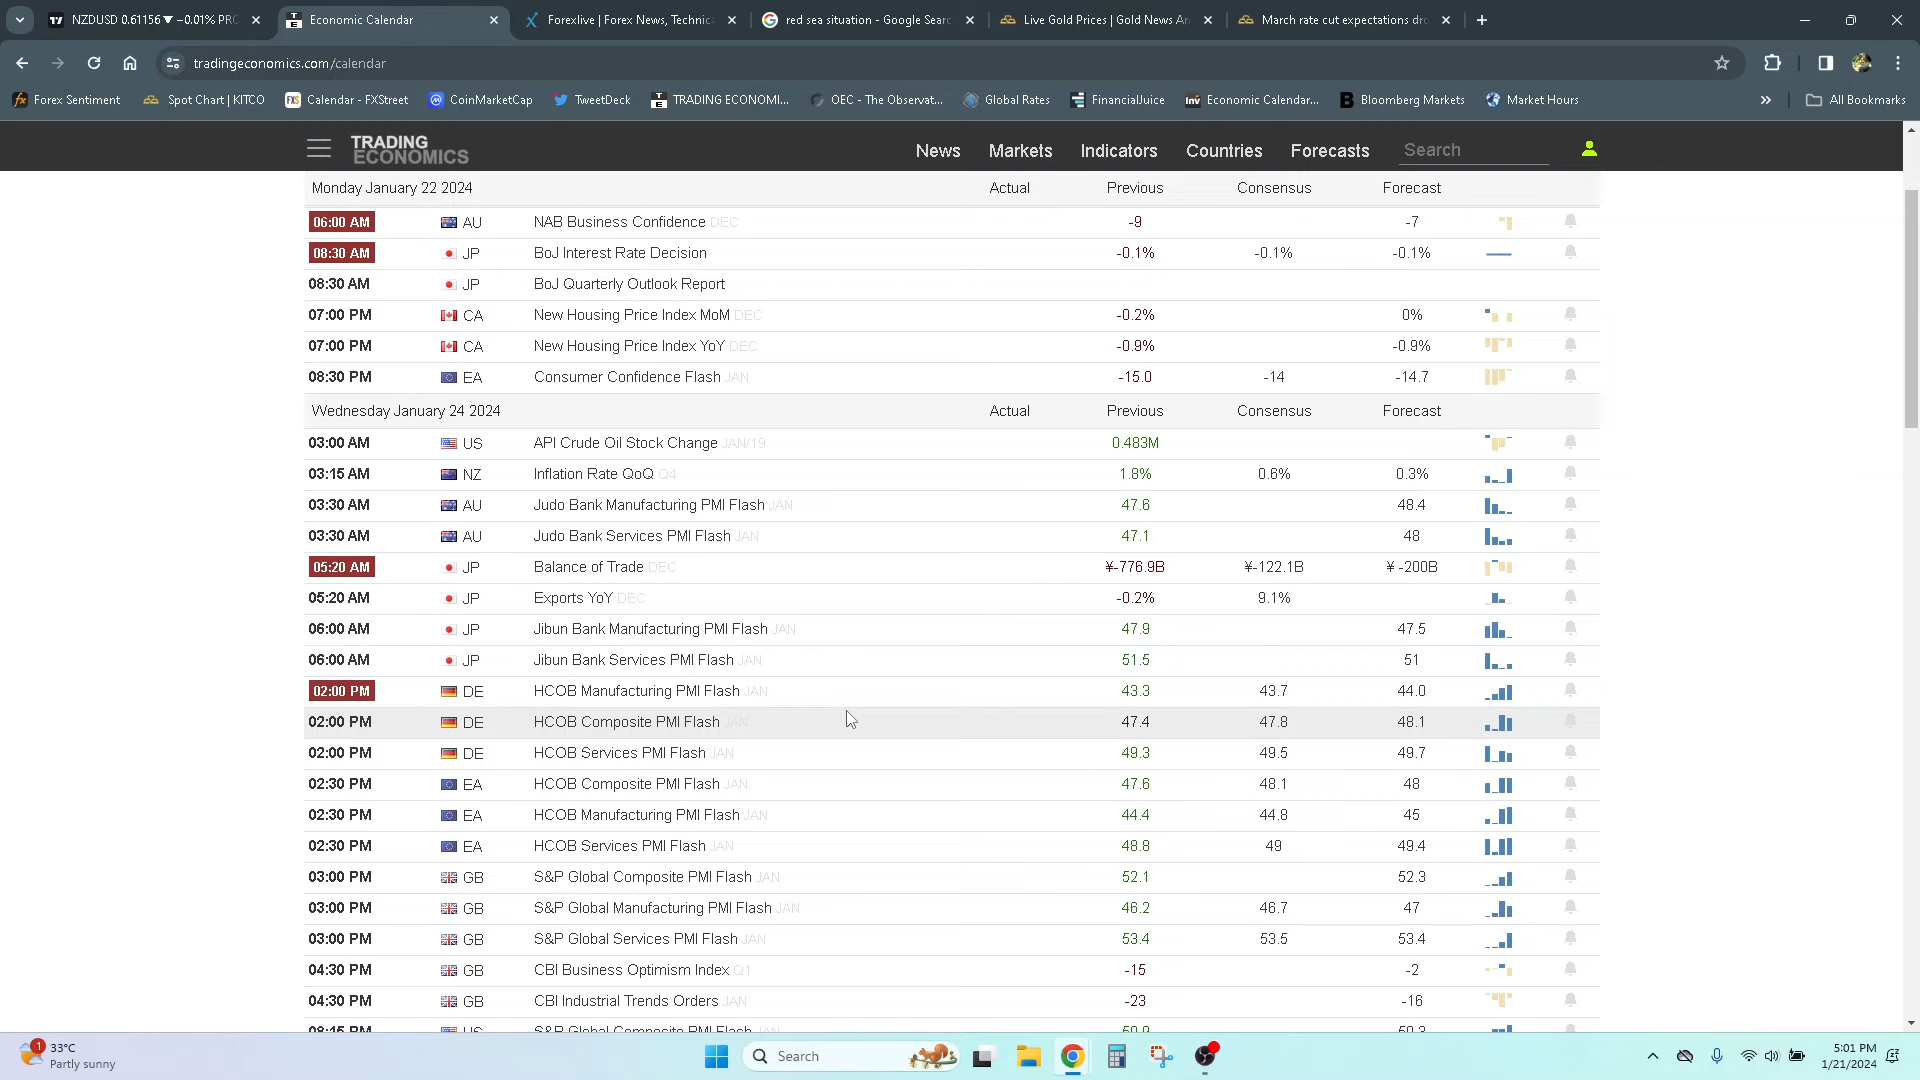 NZDUSD 0.61156 ▼ −0.01% PRO
Economic Calendar
Forexlive | Forex News, Technica
red sea situation - Google Searc
Live Gold Prices | Gold News An
March rate cut expectations dro
tradingeconomics.com/calendar
Forex Sentiment
Spot Chart | KITCO
Calendar - FXStreet
CoinMarketCap
TweetDeck
TRADING ECONOMI...
OEC - The Observat...
Global Rates
FinancialJuice
Economic Calendar...
Bloomberg Markets
Market Hours
All Bookmarks
TRADING
ECONOMICS
News Markets Indicators Countries Forecasts Search
Monday January 22 2024 Actual Previous Consensus Forecast
06:00 AM AU NAB Business Confidence DEC -9 -7
08:30 AM JP BoJ Interest Rate Decision -0.1% -0.1% -0.1%
08:30 AM JP BoJ Quarterly Outlook Report
07:00 PM CA New Housing Price Index MoM DEC -0.2% 0%
07:00 PM CA New Housing Price Index YoY DEC -0.9% -0.9%
08:30 PM EA Consumer Confidence Flash JAN -15.0 -14 -14.7
Wednesday January 24 2024 Actual Previous Consensus Forecast
03:00 AM US API Crude Oil Stock Change JAN/19 0.483M
03:15 AM NZ Inflation Rate QoQ Q4 1.8% 0.6% 0.3%
03:30 AM AU Judo Bank Manufacturing PMI Flash JAN 47.6 48.4
03:30 AM AU Judo Bank Services PMI Flash JAN 47.1 48
05:20 AM JP Balance of Trade DEC ¥-776.9B ¥-122.1B ¥ -200B
05:20 AM JP Exports YoY DEC -0.2% 9.1%
06:00 AM JP Jibun Bank Manufacturing PMI Flash JAN 47.9 47.5
06:00 AM JP Jibun Bank Services PMI Flash JAN 51.5 51
02:00 PM DE HCOB Manufacturing PMI Flash JAN 43.3 43.7 44.0
02:00 PM DE HCOB Composite PMI Flash JAN 47.4 47.8 48.1
02:00 PM DE HCOB Services PMI Flash JAN 49.3 49.5 49.7
02:30 PM EA HCOB Composite PMI Flash JAN 47.6 48.1 48
02:30 PM EA HCOB Manufacturing PMI Flash JAN 44.4 44.8 45
02:30 PM EA HCOB Services PMI Flash JAN 48.8 49 49.4
03:00 PM GB S&P Global Composite PMI Flash JAN 52.1 52.3
03:00 PM GB S&P Global Manufacturing PMI Flash JAN 46.2 46.7 47
03:00 PM GB S&P Global Services PMI Flash JAN 53.4 53.5 53.4
04:30 PM GB CBI Business Optimism Index Q1 -15 -2
04:30 PM GB CBI Industrial Trends Orders JAN -23 -16
08:15 PM US S&P Global Composite PMI Flash JAN 50.9 50.3
1
33°C
Partly sunny
Search
5:01 PM
1/21/2024